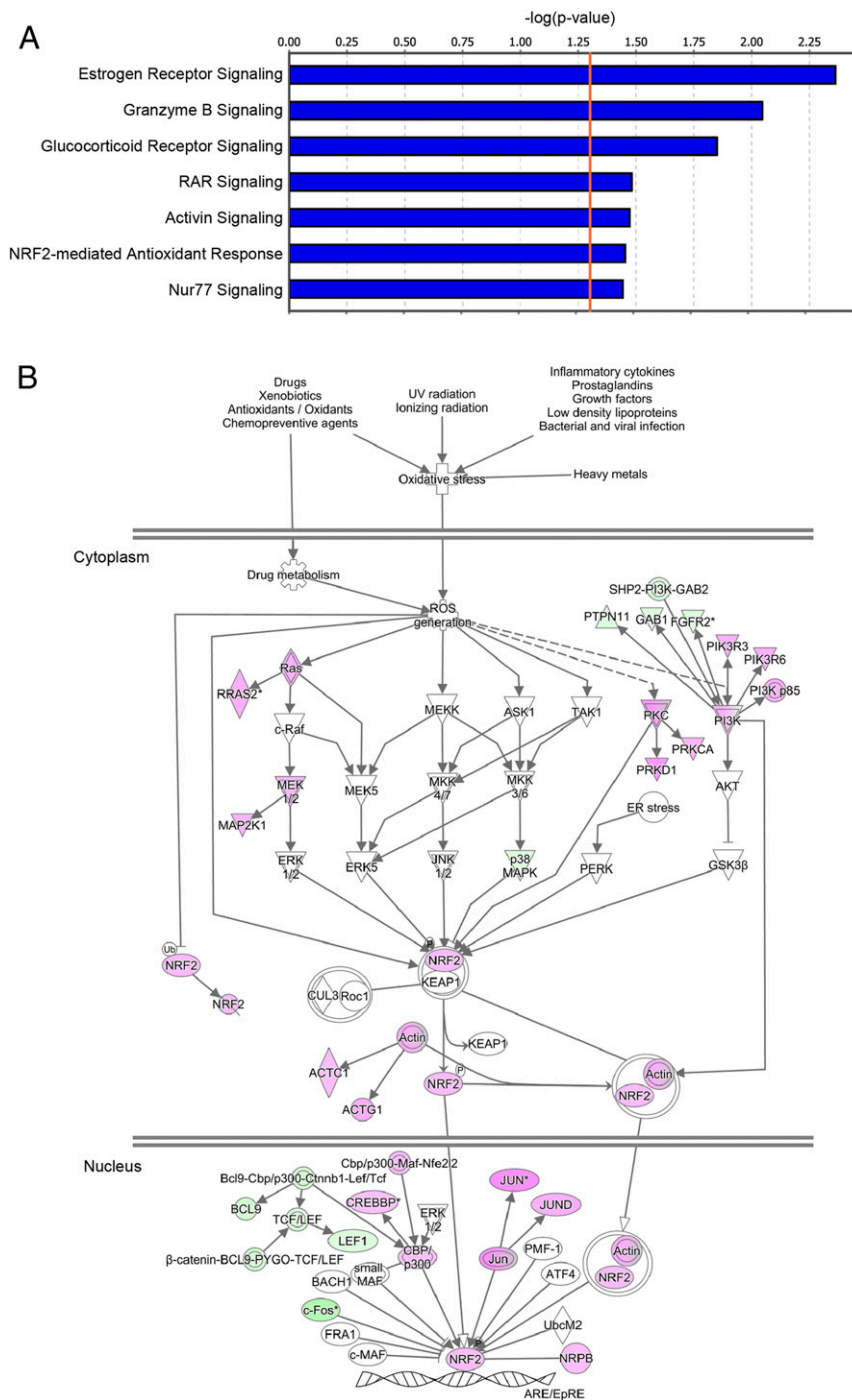 A
-log(p-value)
0.00 0.25 0.50 0.75 1.00 1.25 1.50 1.75 2.00 2.25
Estrogen Receptor Signaling
Granzyme B Signaling
Glucocorticoid Receptor Signaling
RAR Signaling
Activin Signaling
NRF2-mediated Antioxidant Response
Nur77 Signaling
B
Drugs
Xenobiotics
Antioxidants / Oxidants
Chemopreventive agents
UV radiation
Ionizing radiation
Inflammatory cytokines
Prostaglandins
Growth factors
Low density lipoproteins
Bacterial and viral infection
Oxidative stress
Heavy metals
Cytoplasm
Drug metabolism
ROS
generation
SHP2-PI3K-GAB2
PTPN11
GAB1
FGFR2*
PIK3R3
PIK3R6
PI3K p85
Ras
RRAS2*
c-Raf
MEKK
ASK1
TAK1
PKC
PRKCA
PRKD1
PI3K
MEK
1/2
MAP2K1
MEK5
MKK
4/7
MKK
3/6
AKT
ER stress
ERK
1/2
ERK5
JNK
1/2
p38
MAPK
PERK
GSK3β
Ub
NRF2
NRF2
P
NRF2
KEAP1
CUL3
Roc1
KEAP1
Actin
ACTC1
ACTG1
NRF2
P
Actin
NRF2
Nucleus
Cbp/p300-Maf-Nfe2l2
Bcl9-Cbp/p300-Ctnnb1-Lef/Tcf
BCL9
CREBBP*
ERK
1/2
JUN*
JUND
TCF/LEF
LEF1
β-catenin-BCL9-PYGO-TCF/LEF
CBP/
p300
Jun
PMF-1
Actin
NRF2
small
MAF
BACH1
ATF4
c-Fos*
UbcM2
FRA1
c-MAF
P
NRF2
NRPB
ARE/EpRE